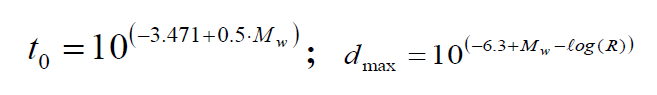 t₀ = 10^(−3.471+0.5·M_w) ; d_max = 10^(−6.3+M_w−ℓog(R))